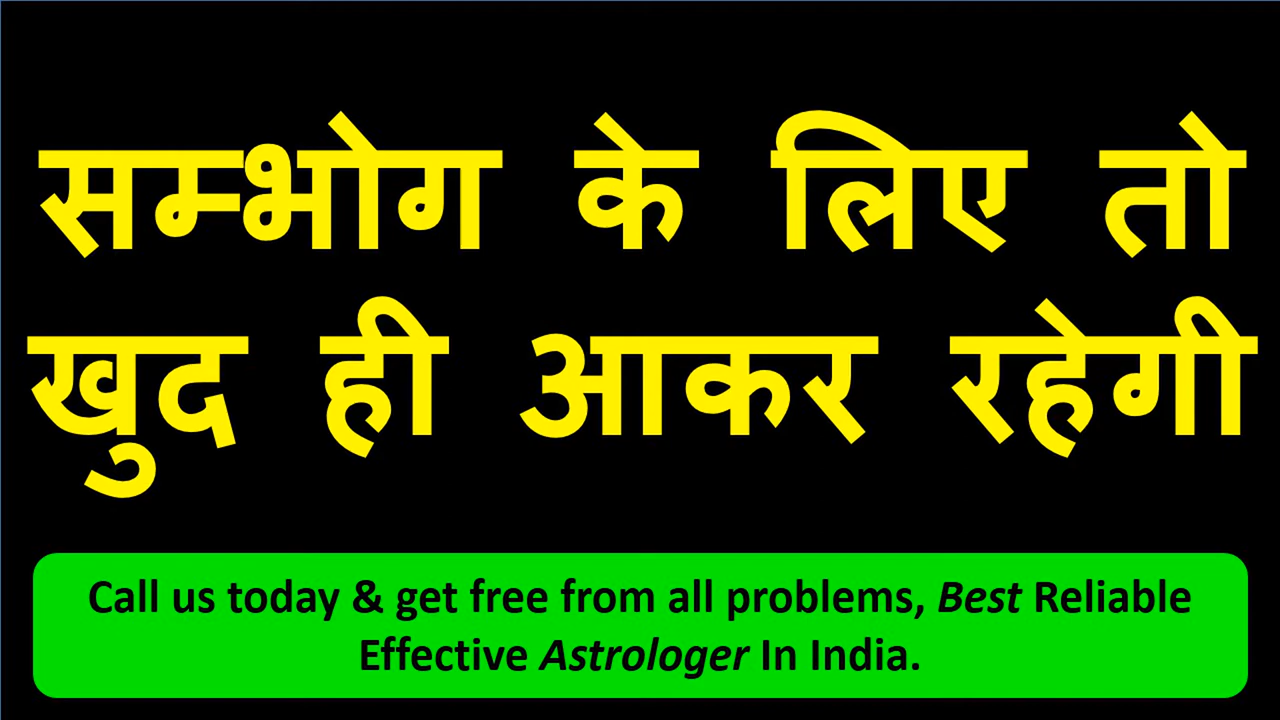 सम्भोग के लिए तो
खुद ही आकर रहेगी
Call us today & get free from all problems, Best Reliable
Effective Astrologer In India.